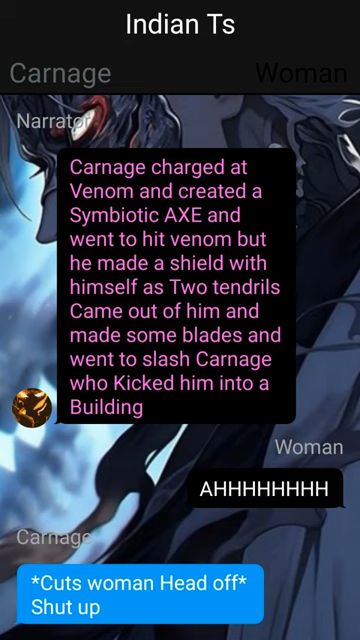 Indian Ts
Carnage
Woman
Narrator
Carnage charged at
Venom and created a
Symbiotic AXE and
went to hit venom but
he made a shield with
himself as Two tendrils
Came out of him and
made some blades and
went to slash Carnage
who Kicked him into a
Building
Woman
AHHHHHHHH
Carnage
*Cuts woman Head off*
Shut up